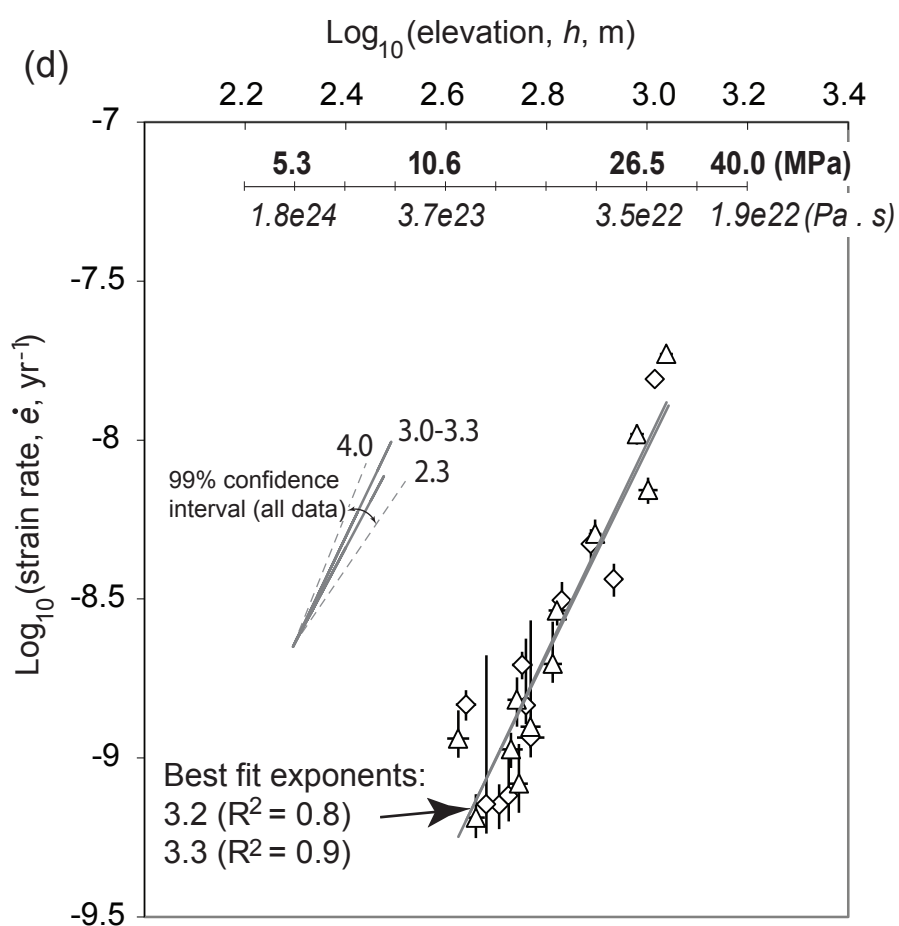 (d)
Log10(elevation, h, m)
2.2 2.4 2.6 2.8 3.0 3.2 3.4
-7
5.3 10.6 26.5 40.0 (MPa)
1.8e24 3.7e23 3.5e22 1.9e22 (Pa . s)
-7.5
Log10(strain rate, ė, yr-1)
-8
4.0 3.0-3.3
2.3
99% confidence
interval (all data)
-8.5
-9
Best fit exponents:
3.2 (R2 = 0.8)
3.3 (R2 = 0.9)
-9.5